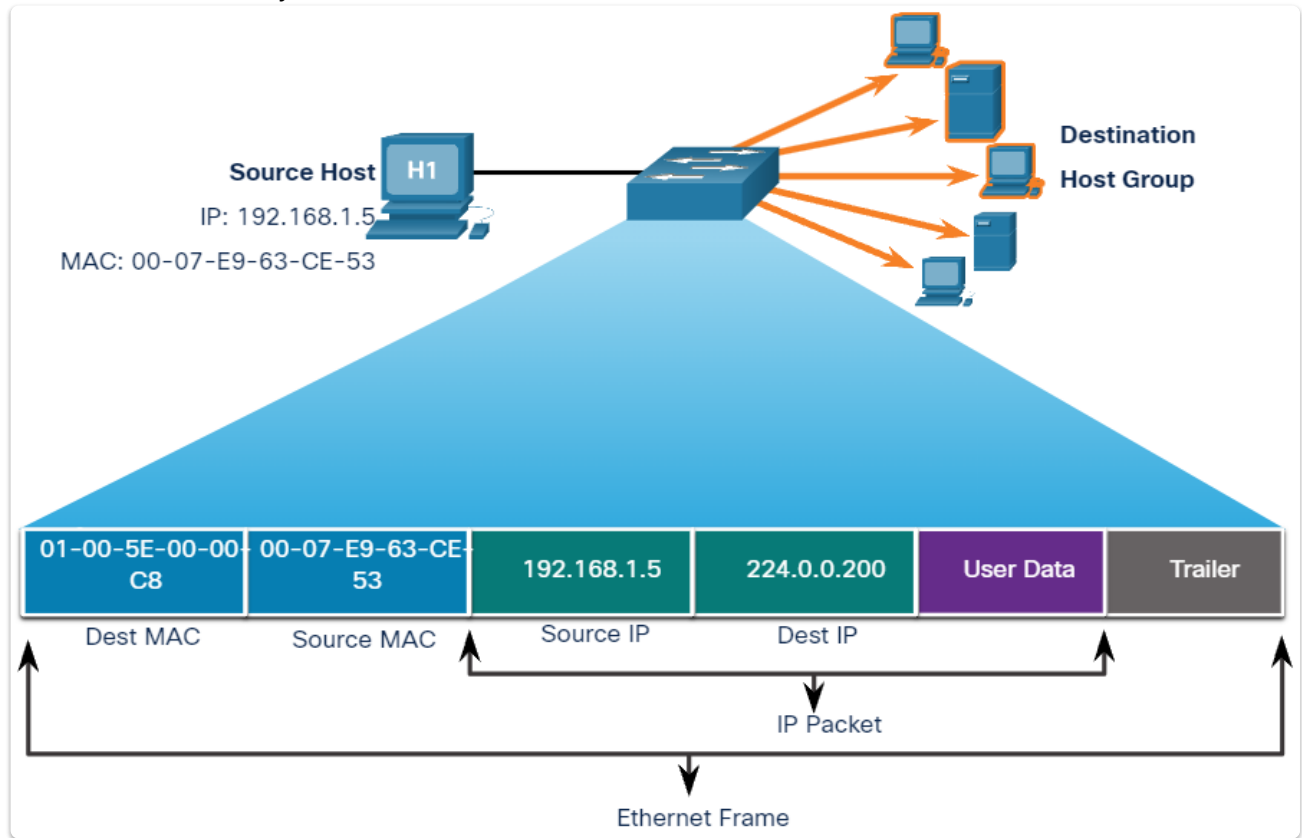 Destination
Host Group
Source Host
H1
IP: 192.168.1.5
MAC: 00-07-E9-63-CE-53
01-00-5E-00-00-
C8
00-07-E9-63-CE-
53
192.168.1.5
224.0.0.200
User Data
Trailer
Dest MAC
Source MAC
Source IP
Dest IP
IP Packet
Ethernet Frame